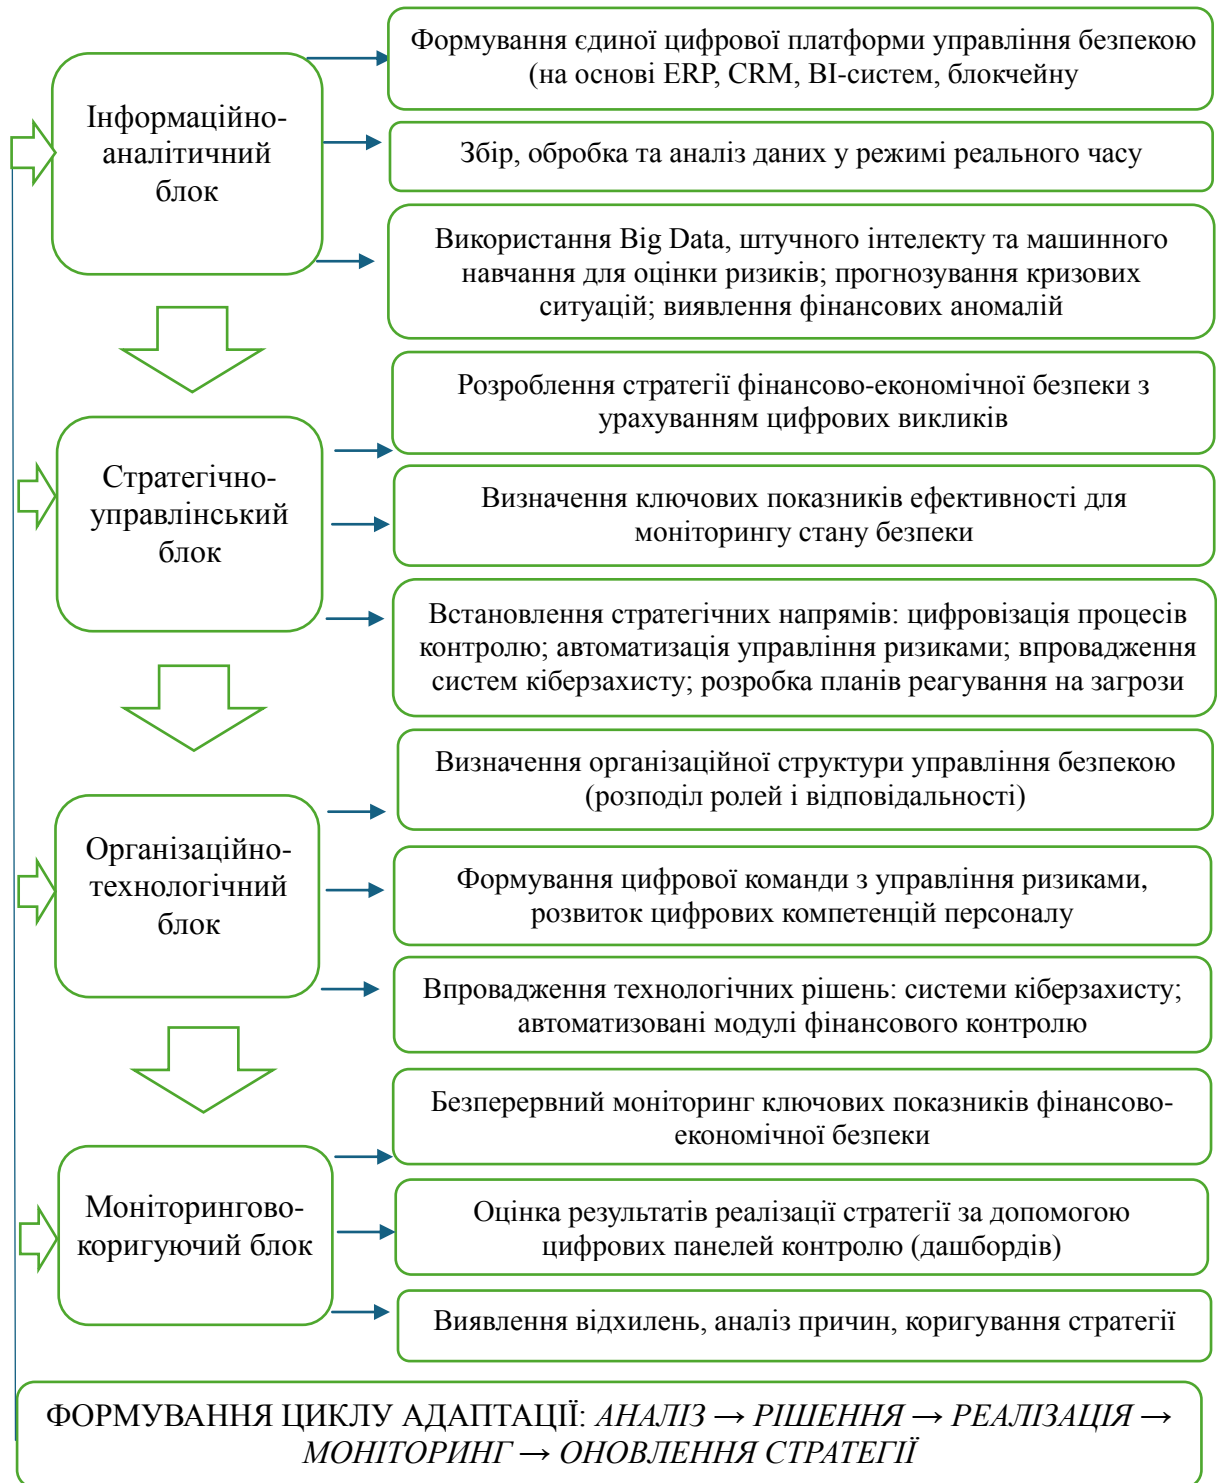 Інформаційно-
аналітичний
блок
Формування єдиної цифрової платформи управління безпекою
(на основі ERP, CRM, BI-систем, блокчейну
Збір, обробка та аналіз даних у режимі реального часу
Використання Big Data, штучного інтелекту та машинного
навчання для оцінки ризиків; прогнозування кризових
ситуацій; виявлення фінансових аномалій
Стратегічно-
управлінський
блок
Розроблення стратегії фінансово-економічної безпеки з
урахуванням цифрових викликів
Визначення ключових показників ефективності для
моніторингу стану безпеки
Встановлення стратегічних напрямів: цифровізація процесів
контролю; автоматизація управління ризиками; впровадження
систем кіберзахисту; розробка планів реагування на загрози
Організаційно-
технологічний
блок
Визначення організаційної структури управління безпекою
(розподіл ролей і відповідальності)
Формування цифрової команди з управління ризиками,
розвиток цифрових компетенцій персоналу
Впровадження технологічних рішень: системи кіберзахисту;
автоматизовані модулі фінансового контролю
Моніторингово-
коригуючий блок
Безперервний моніторинг ключових показників фінансово-
економічної безпеки
Оцінка результатів реалізації стратегії за допомогою
цифрових панелей контролю (дашбордів)
Виявлення відхилень, аналіз причин, коригування стратегії
ФОРМУВАННЯ ЦИКЛУ АДАПТАЦІЇ: АНАЛІЗ → РІШЕННЯ → РЕАЛІЗАЦІЯ →
МОНІТОРИНГ → ОНОВЛЕННЯ СТРАТЕГІЇ